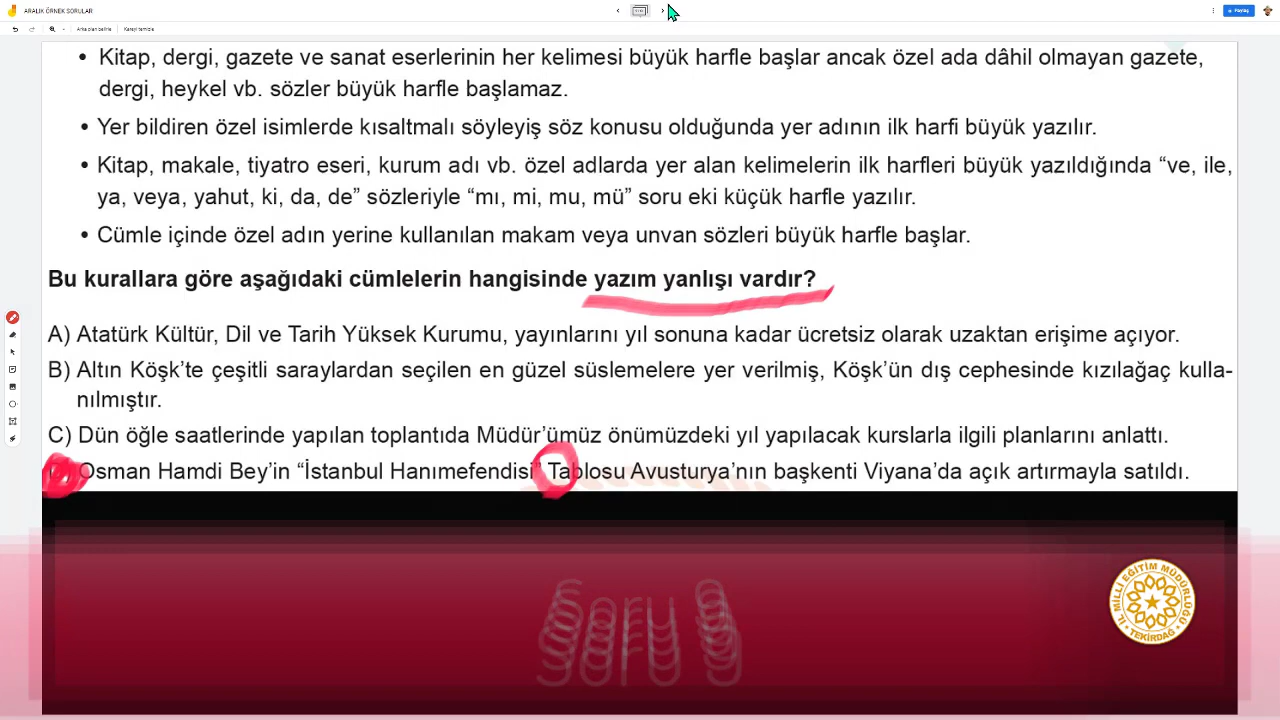 ARALIK ÖRNEK SORULAR
Paylaş
Arka planı belirle
Kareyi temizle
• Kitap, dergi, gazete ve sanat eserlerinin her kelimesi büyük harfle başlar ancak özel ada dâhil olmayan gazete,
dergi, heykel vb. sözler büyük harfle başlamaz.
• Yer bildiren özel isimlerde kısaltmalı söyleyiş söz konusu olduğunda yer adının ilk harfi büyük yazılır.
• Kitap, makale, tiyatro eseri, kurum adı vb. özel adlarda yer alan kelimelerin ilk harfleri büyük yazıldığında “ve, ile,
ya, veya, yahut, ki, da, de” sözleriyle “mı, mi, mu, mü” soru eki küçük harfle yazılır.
• Cümle içinde özel adın yerine kullanılan makam veya unvan sözleri büyük harfle başlar.
Bu kurallara göre aşağıdaki cümlelerin hangisinde yazım yanlışı vardır?
A) Atatürk Kültür, Dil ve Tarih Yüksek Kurumu, yayınlarını yıl sonuna kadar ücretsiz olarak uzaktan erişime açıyor.
B) Altın Köşk’te çeşitli saraylardan seçilen en güzel süslemelere yer verilmiş, Köşk’ün dış cephesinde kızılağaç kulla-
nılmıştır.
C) Dün öğle saatlerinde yapılan toplantıda Müdür’ümüz önümüzdeki yıl yapılacak kurslarla ilgili planlarını anlattı.
Osman Hamdi Bey’in “İstanbul Hanımefendisi” Tablosu Avusturya’nın başkenti Viyana’da açık artırmayla satıldı.
Soru 9
İL MİLLİ EĞİTİM MÜDÜRLÜĞÜ
TEKİRDAĞ